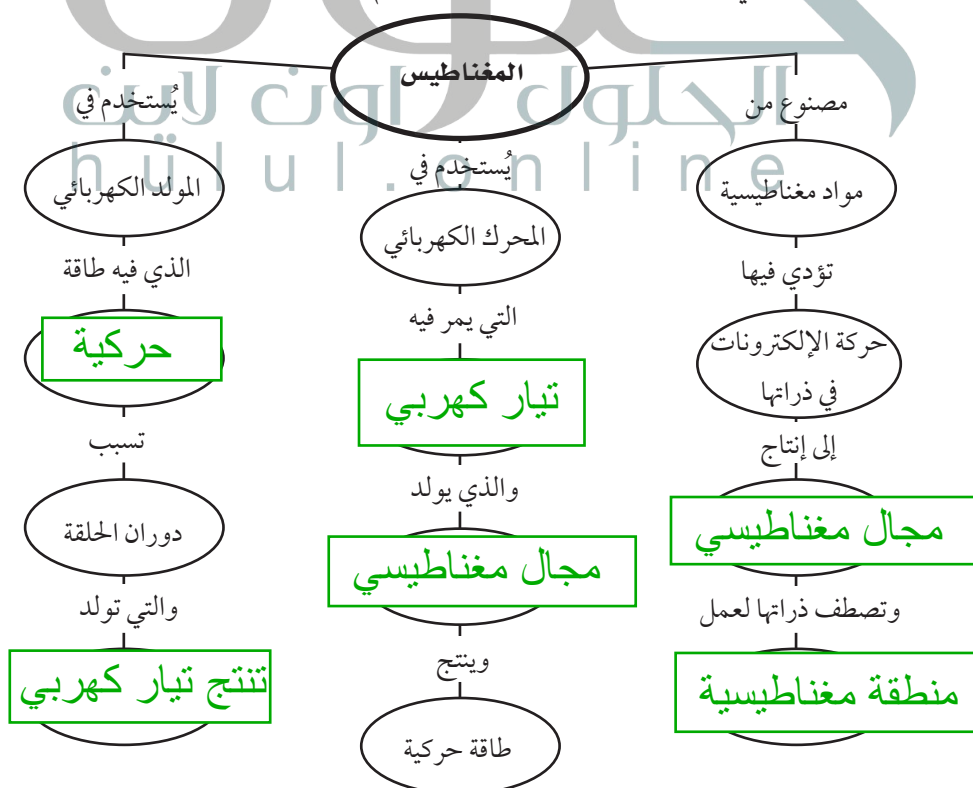 المغناطيس
مصنوع من
مواد مغناطيسية
تؤدي فيها
حركة الإلكترونات
في ذراتها
إلى إنتاج
مجال مغناطيسي
وتصطف ذراتها لعمل
منطقة مغناطيسية
يُستخدم في
المحرك الكهربائي
التي يمر فيه
تيار كهربي
والذي يولد
مجال مغناطيسي
وينتج
طاقة حركية
يُستخدم في
المولد الكهربائي
الذي فيه طاقة
حركية
تسبب
دوران الحلقة
والتي تولد
تنتج تيار كهربي
الحلول اون لاين
hulul.online